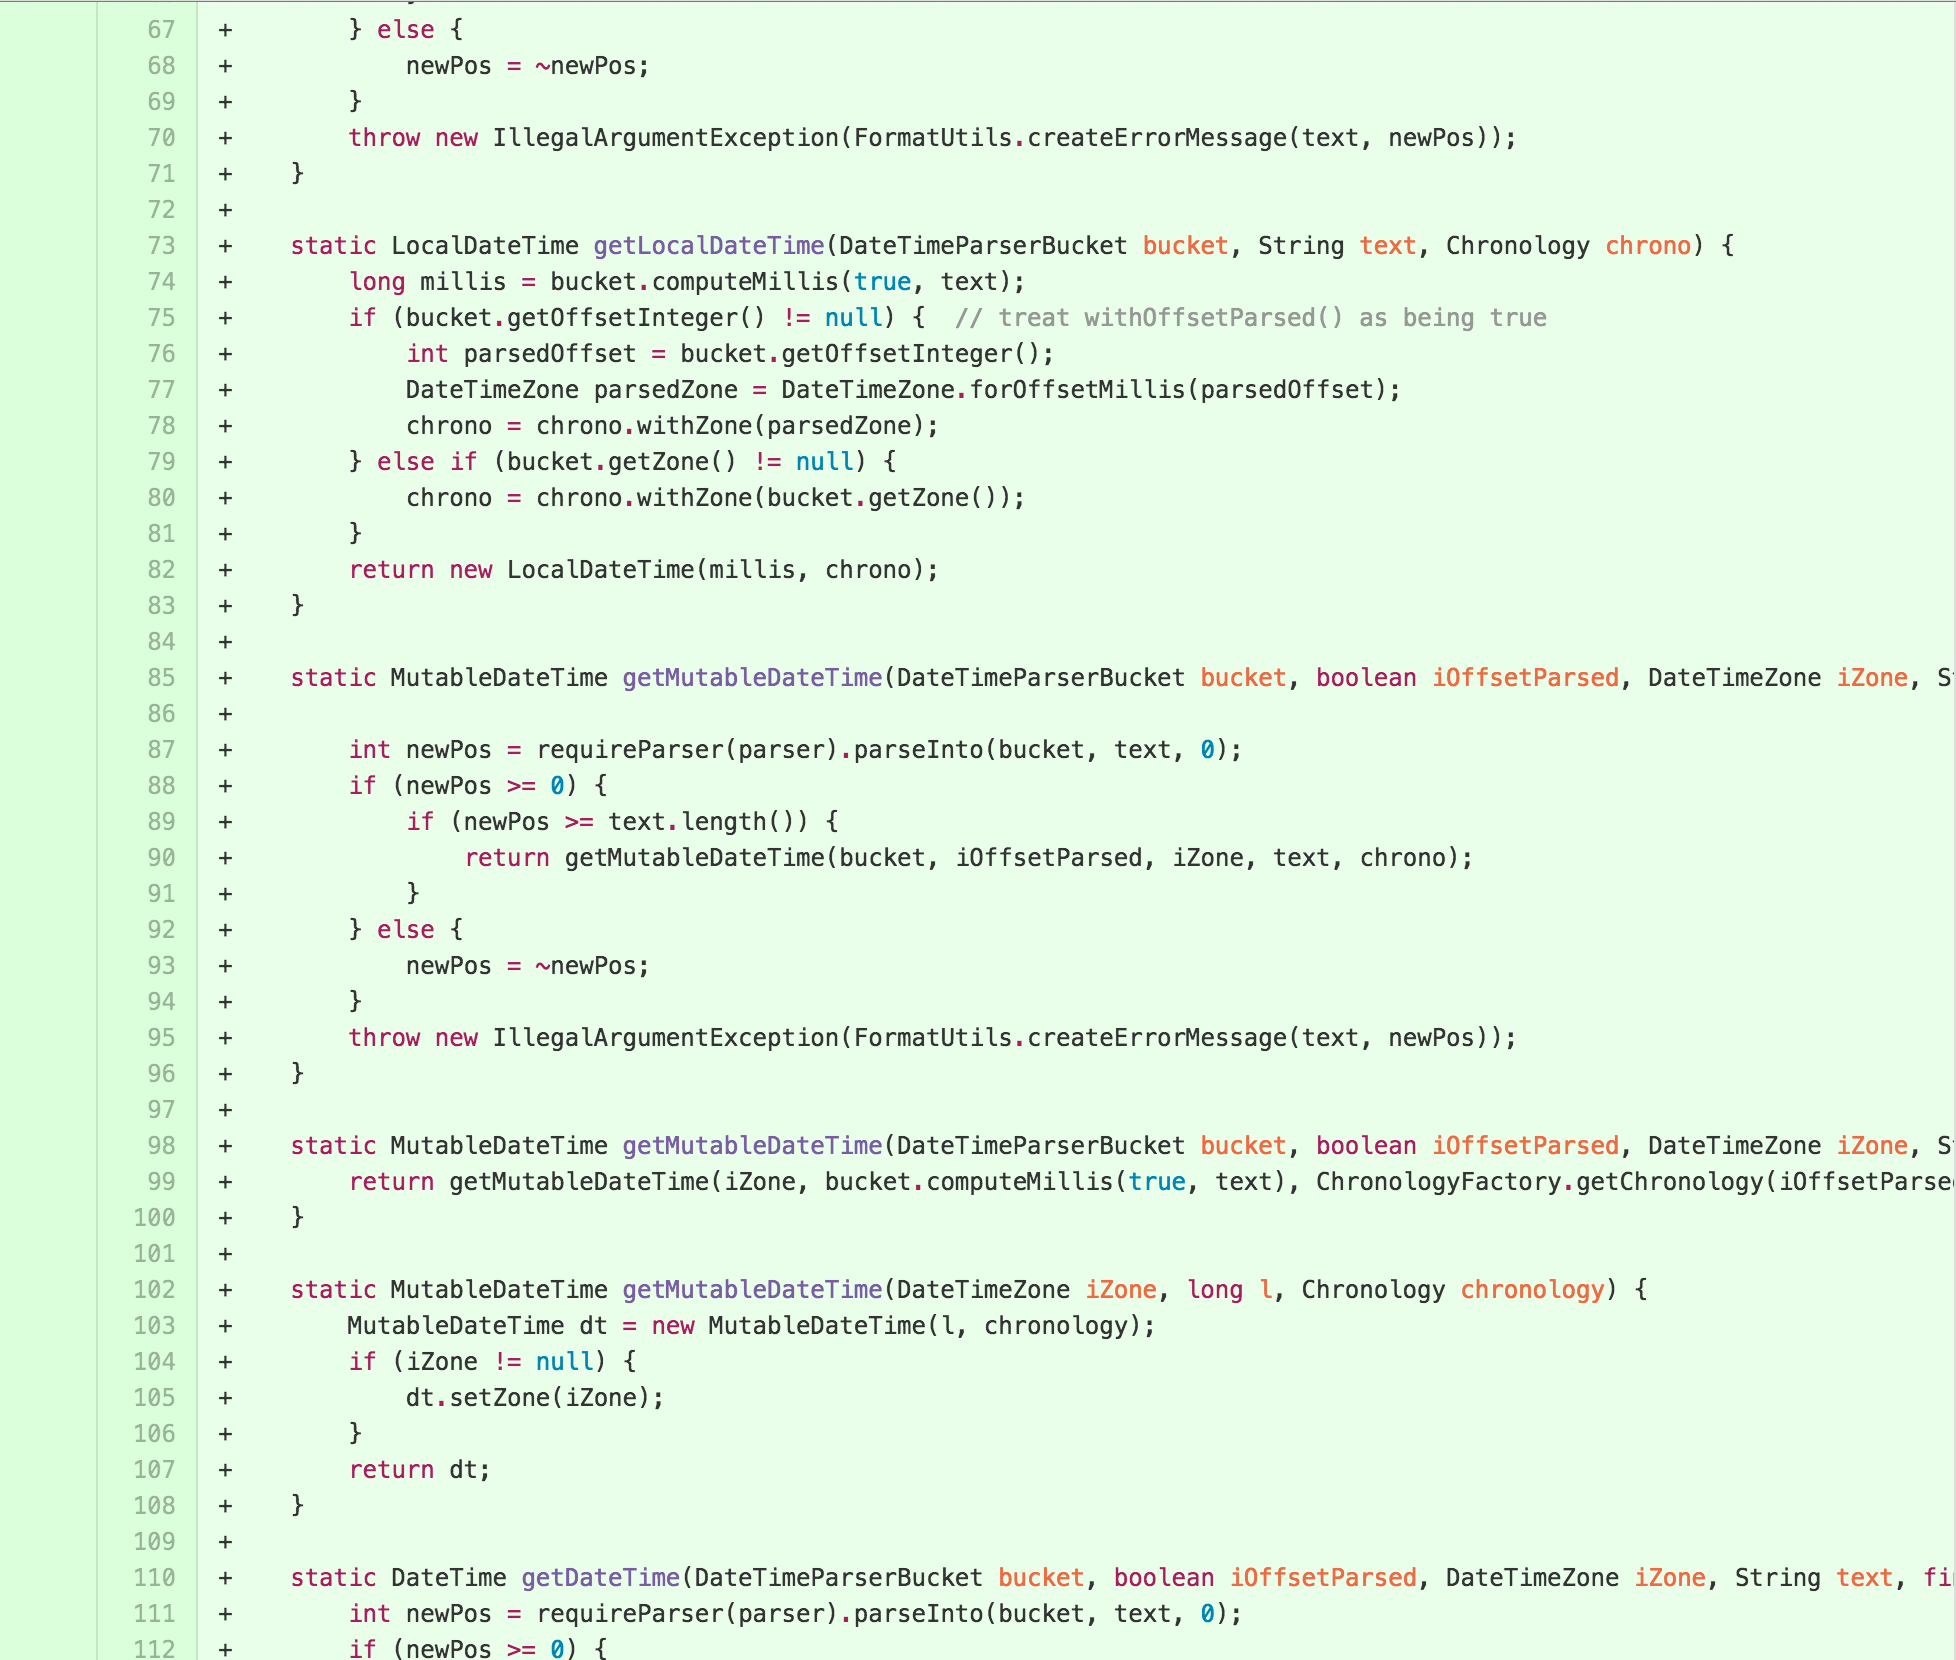 67 + } else {
68 + newPos = ~newPos;
69 + }
70 + throw new IllegalArgumentException(FormatUtils.createErrorMessage(text, newPos));
71 + }
72 +
73 + static LocalDateTime getLocalDateTime(DateTimeParserBucket bucket, String text, Chronology chrono) {
74 + long millis = bucket.computeMillis(true, text);
75 + if (bucket.getOffsetInteger() != null) { // treat withOffsetParsed() as being true
76 + int parsedOffset = bucket.getOffsetInteger();
77 + DateTimeZone parsedZone = DateTimeZone.forOffsetMillis(parsedOffset);
78 + chrono = chrono.withZone(parsedZone);
79 + } else if (bucket.getZone() != null) {
80 + chrono = chrono.withZone(bucket.getZone());
81 + }
82 + return new LocalDateTime(millis, chrono);
83 + }
84 +
85 + static MutableDateTime getMutableDateTime(DateTimeParserBucket bucket, boolean iOffsetParsed, DateTimeZone iZone,
86 +
87 + int newPos = requireParser(parser).parseInto(bucket, text, 0);
88 + if (newPos >= 0) {
89 + if (newPos >= text.length()) {
90 + return getMutableDateTime(bucket, iOffsetParsed, iZone, text, chrono);
91 + }
92 + } else {
93 + newPos = ~newPos;
94 + }
95 + throw new IllegalArgumentException(FormatUtils.createErrorMessage(text, newPos));
96 + }
97 +
98 + static MutableDateTime getMutableDateTime(DateTimeParserBucket bucket, boolean iOffsetParsed, DateTimeZone iZone,
99 + return getMutableDateTime(iZone, bucket.computeMillis(true, text), ChronologyFactory.getChronology(iOffsetParse
100 + }
101 +
102 + static MutableDateTime getMutableDateTime(DateTimeZone iZone, long l, Chronology chronology) {
103 + MutableDateTime dt = new MutableDateTime(l, chronology);
104 + if (iZone != null) {
105 + dt.setZone(iZone);
106 + }
107 + return dt;
108 + }
109 +
110 + static DateTime getDateTime(DateTimeParserBucket bucket, boolean iOffsetParsed, DateTimeZone iZone, String text,
111 + int newPos = requireParser(parser).parseInto(bucket, text, 0);
112 + if (newPos >= 0) {